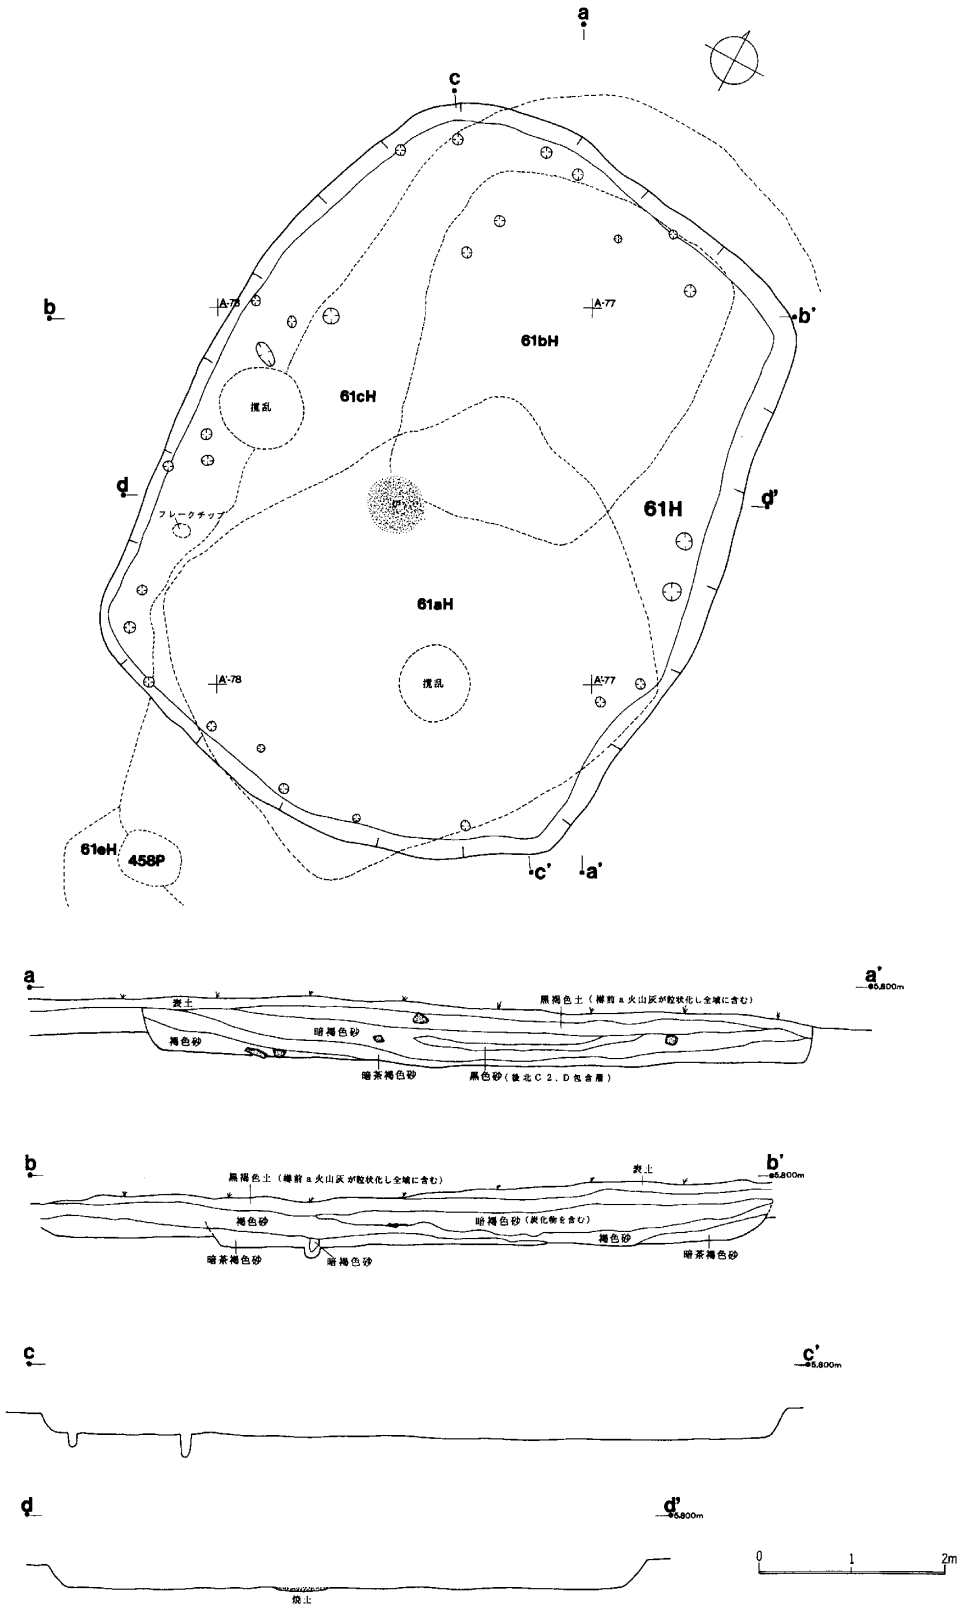 a
c
b
A-78
A-77
b'
61bH
61cH
撹乱
d
d'
フレークチップ
炉
61H
61aH
A'-78
撹乱
A'-77
61eH
458P
c'
a'
a
a'
5.800m
表土
黒褐色土(樽前a火山灰が粒状化し全域に含む)
暗褐色砂
褐色砂
暗茶褐色砂
黒色砂(後北C2、D包含層)
b
b'
5.800m
黒褐色土(樽前a火山灰が粒状化し全域に含む)
表土
褐色砂
暗褐色砂(炭化物を含む)
暗茶褐色砂
暗褐色砂
褐色砂
暗茶褐色砂
c
c'
5.800m
d
d'
5.800m
焼土
0 1 2m